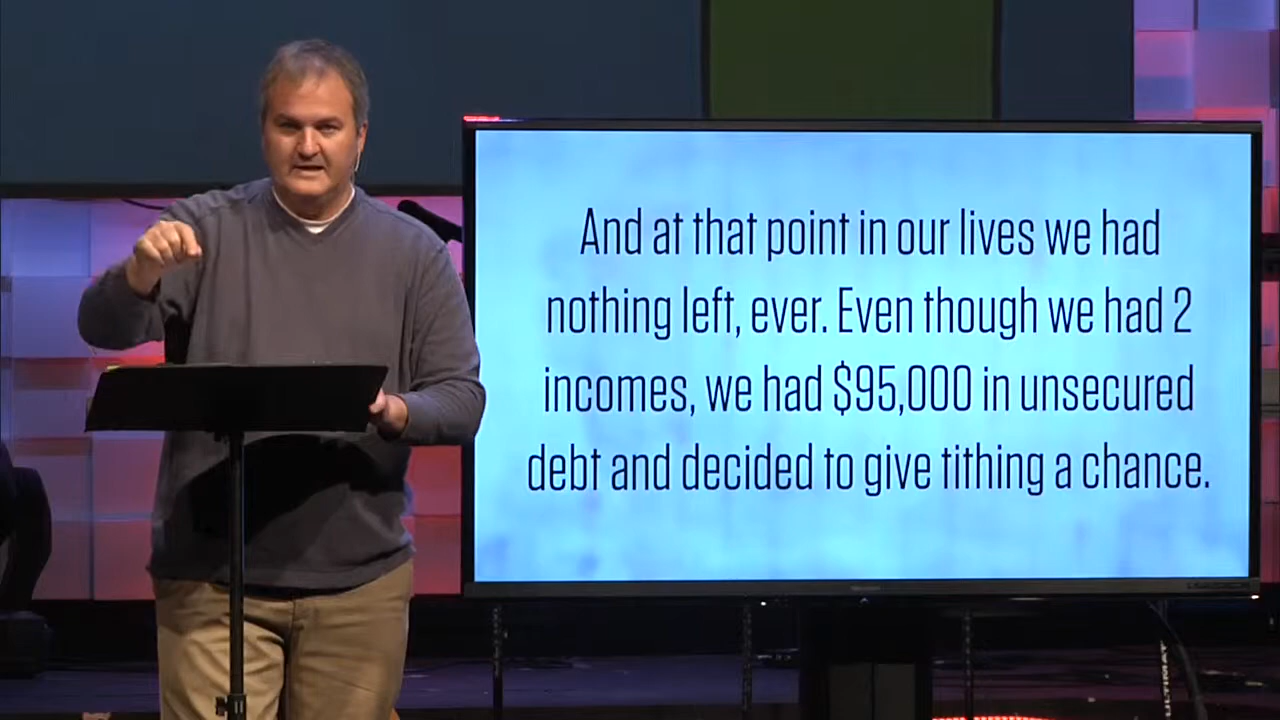 And at that point in our lives we had
nothing left, ever. Even though we had 2
incomes, we had $95,000 in unsecured
debt and decided to give tithing a chance.